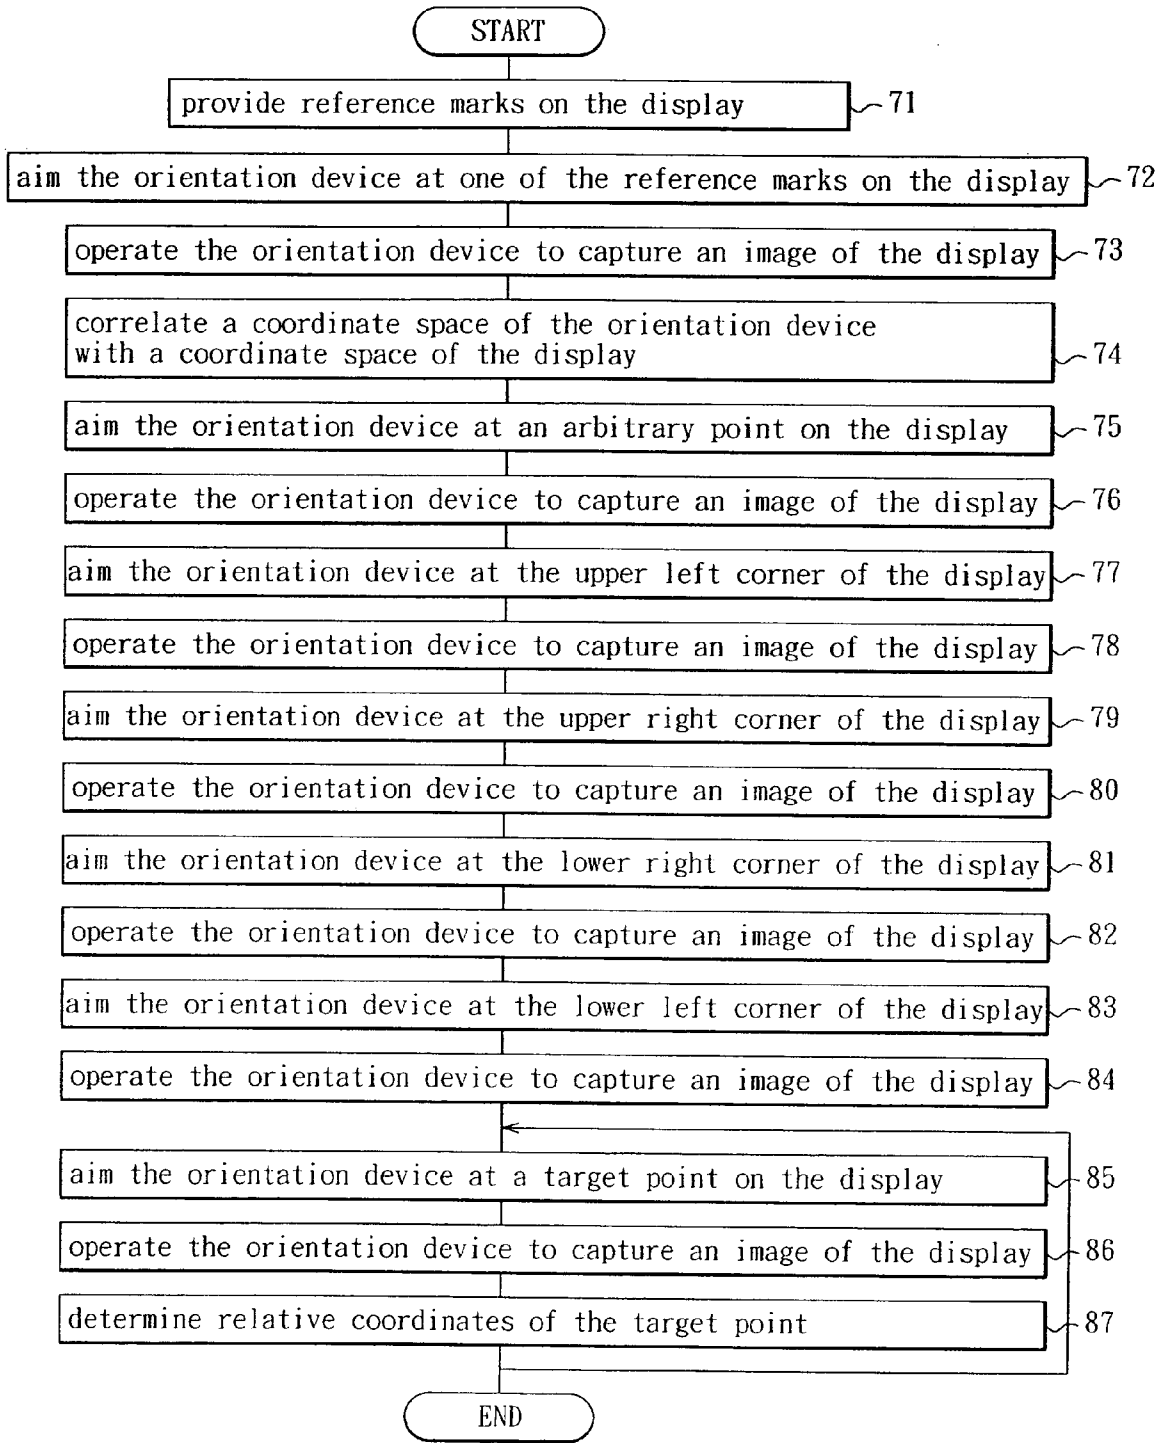 START
provide reference marks on the display 71
aim the orientation device at one of the reference marks on the display 72
operate the orientation device to capture an image of the display 73
correlate a coordinate space of the orientation device
with a coordinate space of the display 74
aim the orientation device at an arbitrary point on the display 75
operate the orientation device to capture an image of the display 76
aim the orientation device at the upper left corner of the display 77
operate the orientation device to capture an image of the display 78
aim the orientation device at the upper right corner of the display 79
operate the orientation device to capture an image of the display 80
aim the orientation device at the lower right corner of the display 81
operate the orientation device to capture an image of the display 82
aim the orientation device at the lower left corner of the display 83
operate the orientation device to capture an image of the display 84
aim the orientation device at a target point on the display 85
operate the orientation device to capture an image of the display 86
determine relative coordinates of the target point 87
END